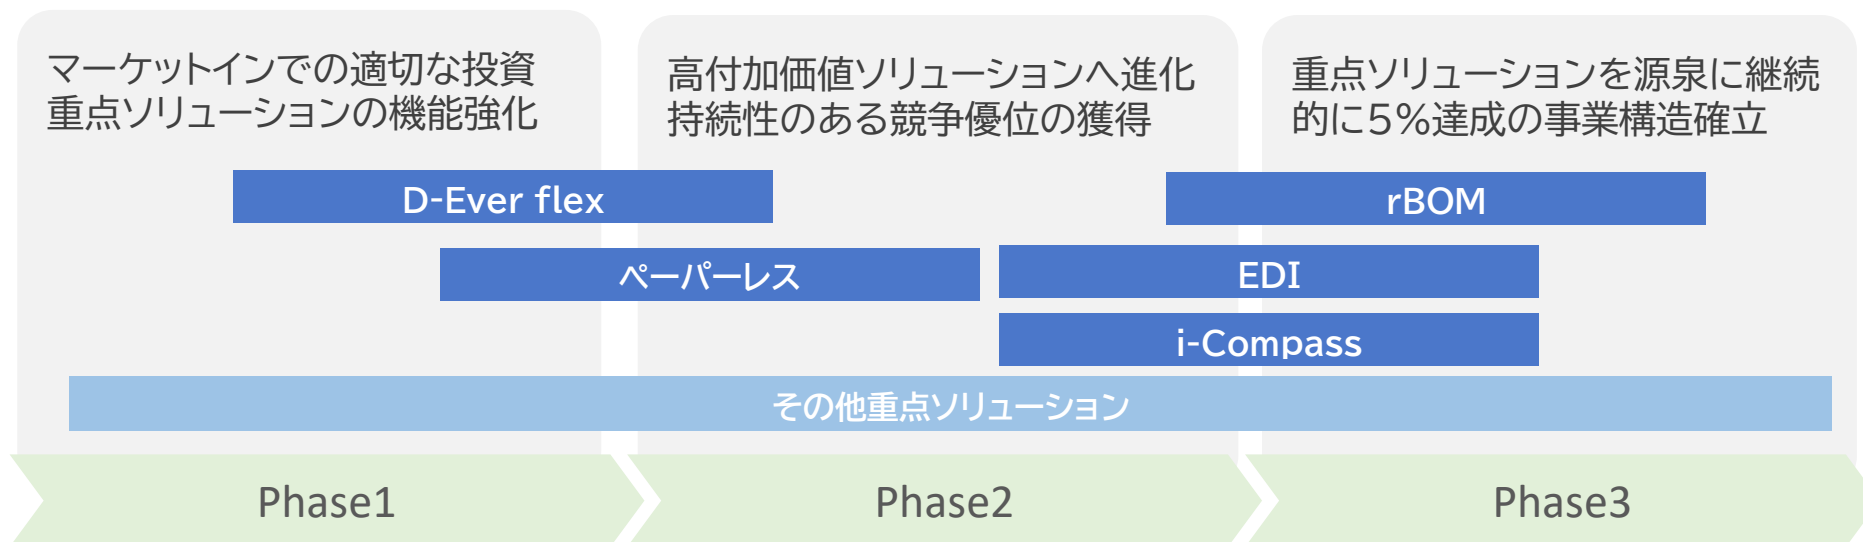 マーケットインでの適切な投資
重点ソリューションの機能強化
高付加価値ソリューションへ進化
持続性のある競争優位の獲得
重点ソリューションを源泉に継続
的に5%達成の事業構造確立
D-Ever flex
rBOM
ペーパーレス
EDI
i-Compass
その他重点ソリューション
Phase1
Phase2
Phase3